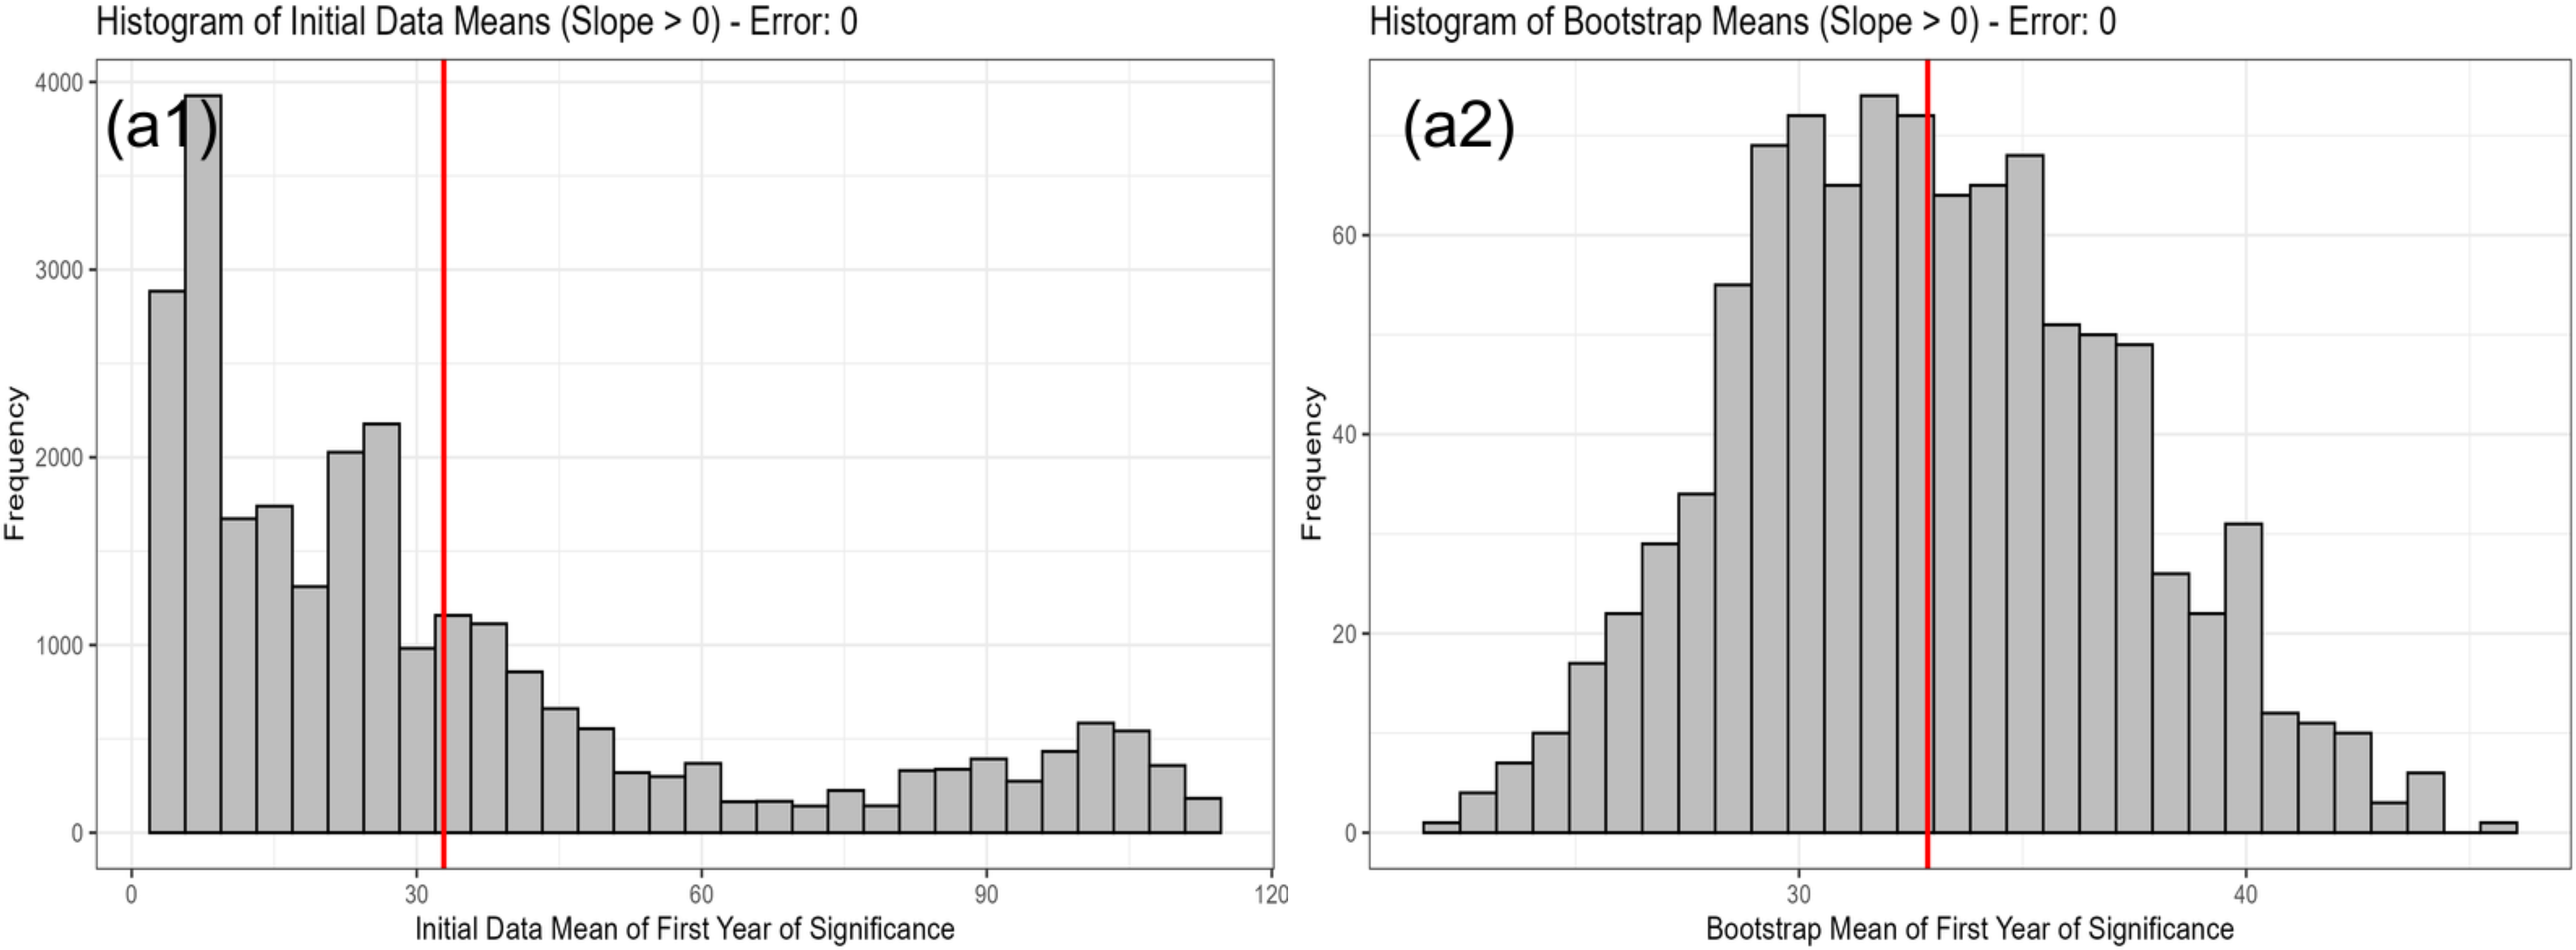 Histogram of Initial Data Means (Slope > 0) - Error: 0
(a1)
4000
3000
2000
1000
0
Frequency
0 30 60 90 120
Initial Data Mean of First Year of Significance
Histogram of Bootstrap Means (Slope > 0) - Error: 0
(a2)
60
40
20
0
Frequency
30 40
Bootstrap Mean of First Year of Significance